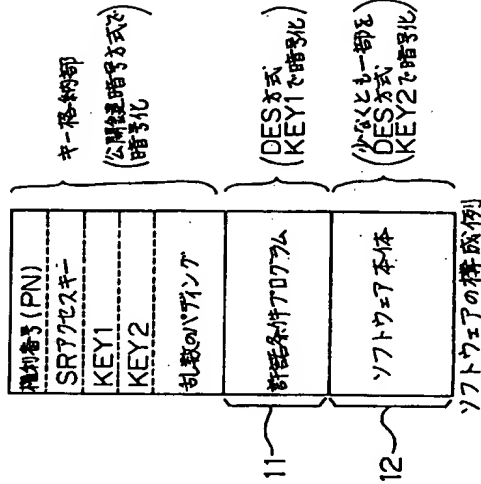 権利番号(PN)
SRアクセスキー
KEY1
KEY2
乱数のパディング
許諾条件プログラム
ソフトウェア本体
キー格納部
(公開鍵暗号方式で
暗号化)
(DES方式
KEY1で暗号化)
(少なくとも一部を
DES方式
KEY2で暗号化)
11
12
ソフトウェアの構成例